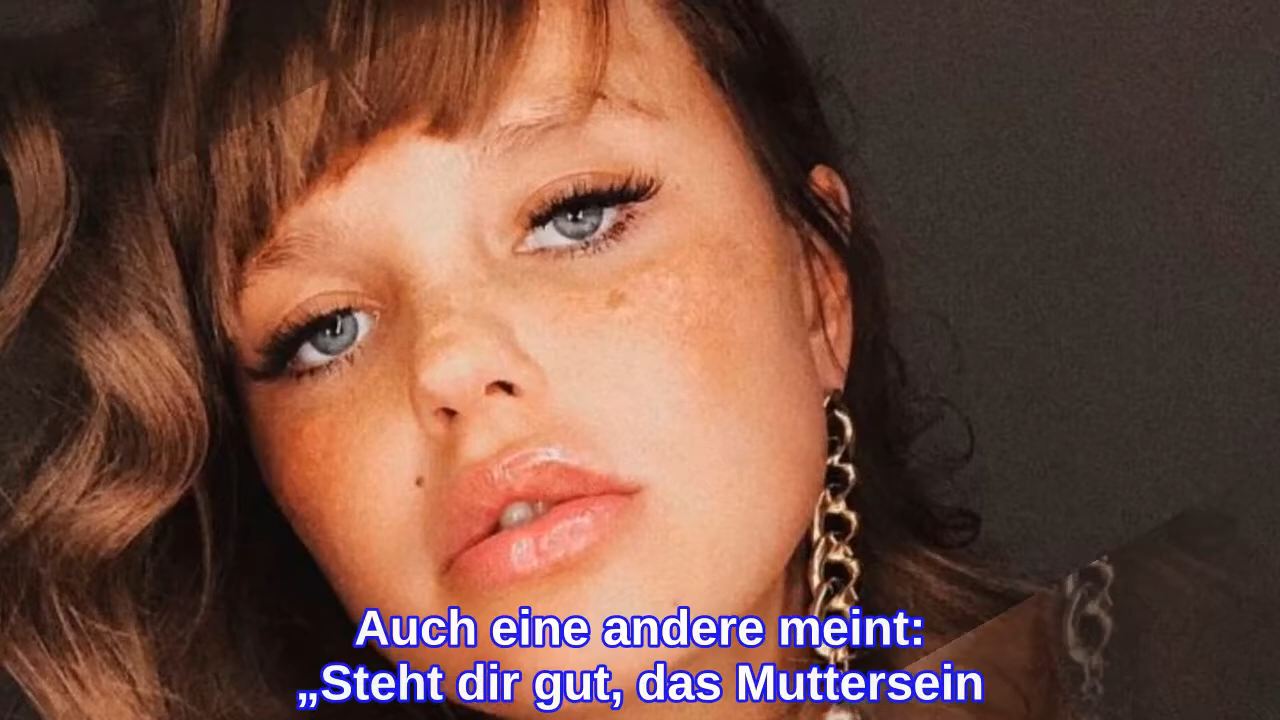 Auch eine andere meint:
„Steht dir gut, das Muttersein